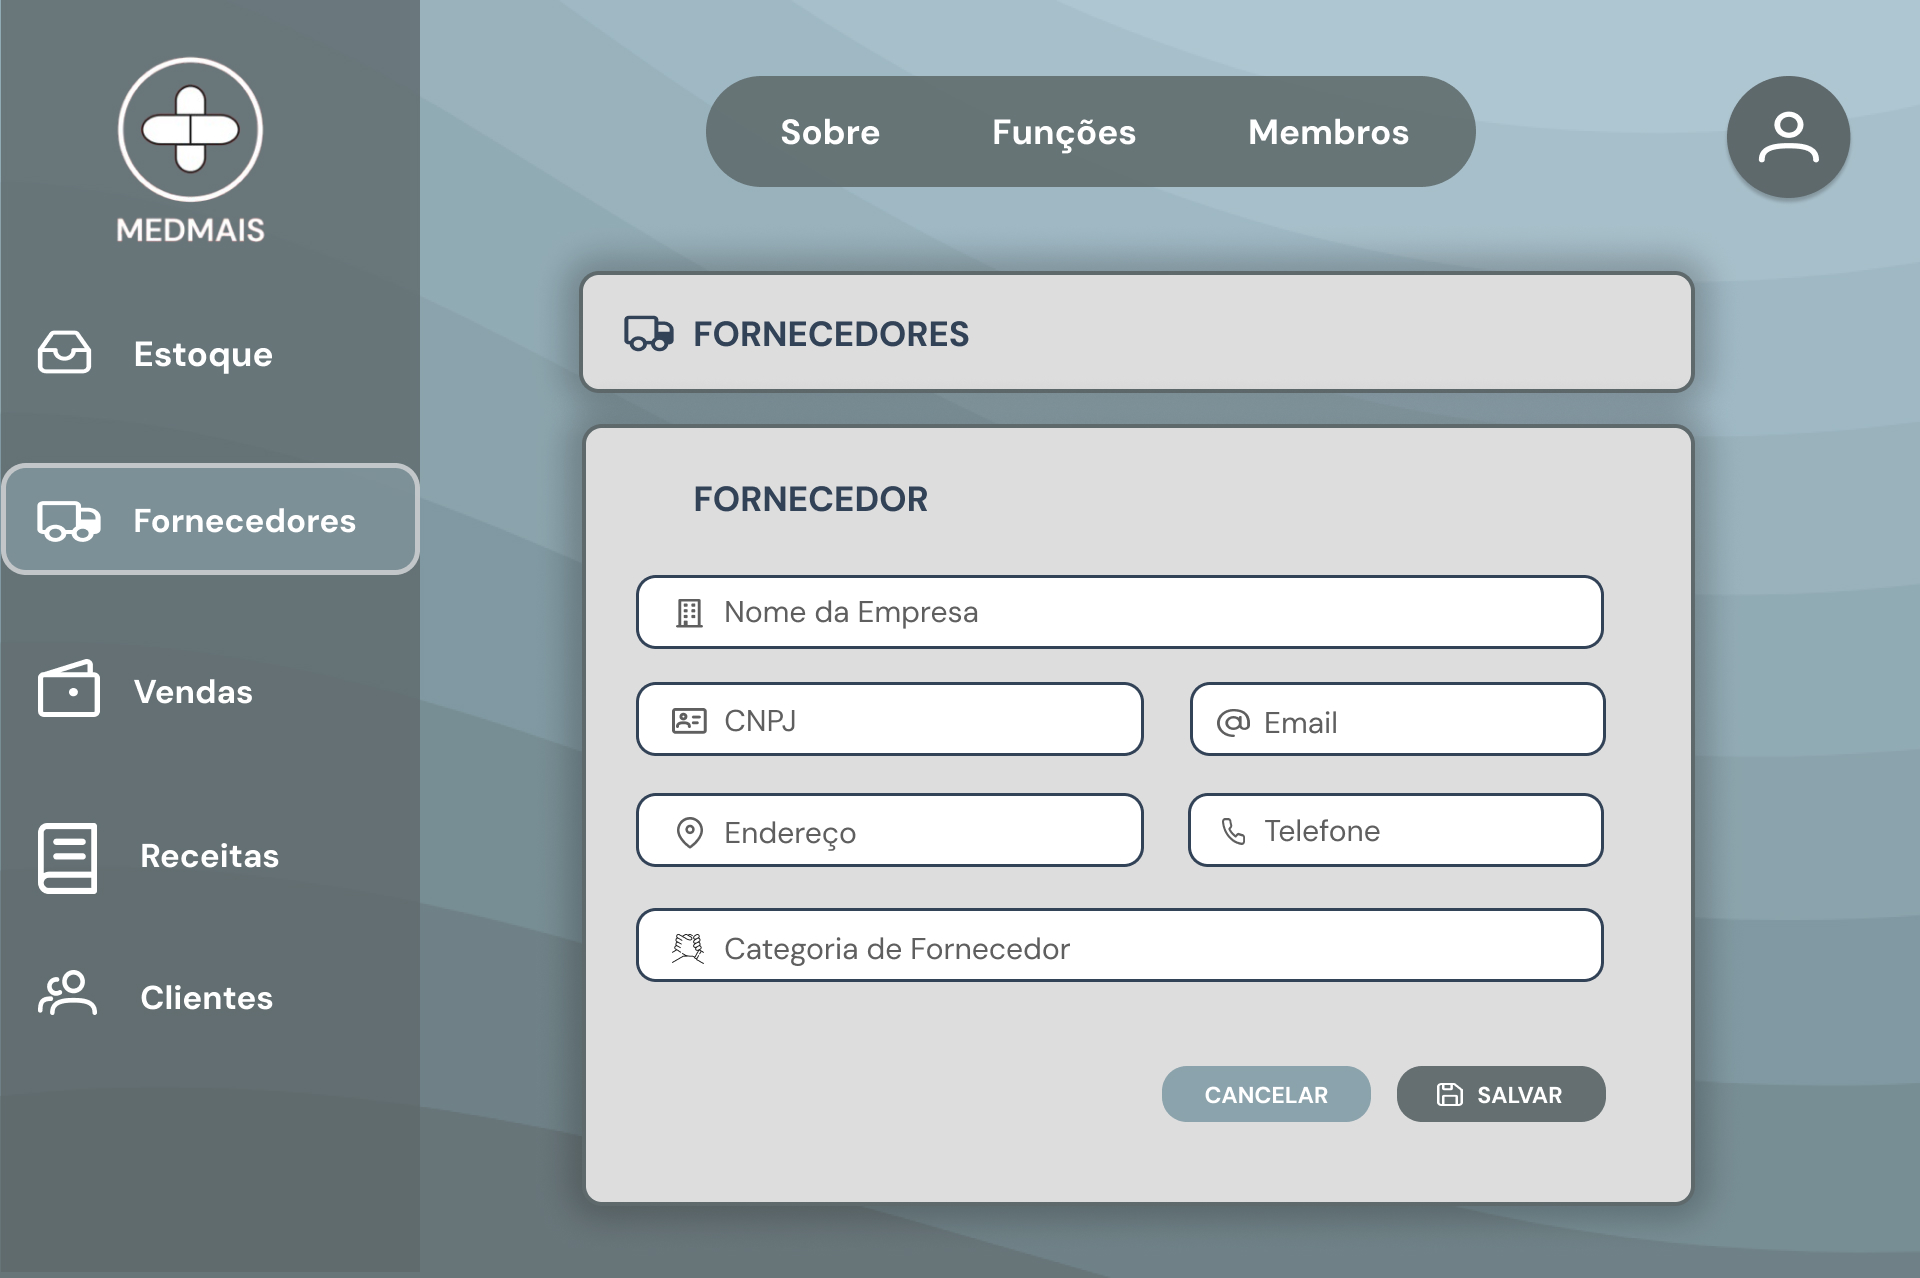 MEDMAIS
Sobre
Funções
Membros
Estoque
Fornecedores
Vendas
Receitas
Clientes
FORNECEDORES
FORNECEDOR
Nome da Empresa
CNPJ
Email
Endereço
Telefone
Categoria de Fornecedor
CANCELAR
SALVAR